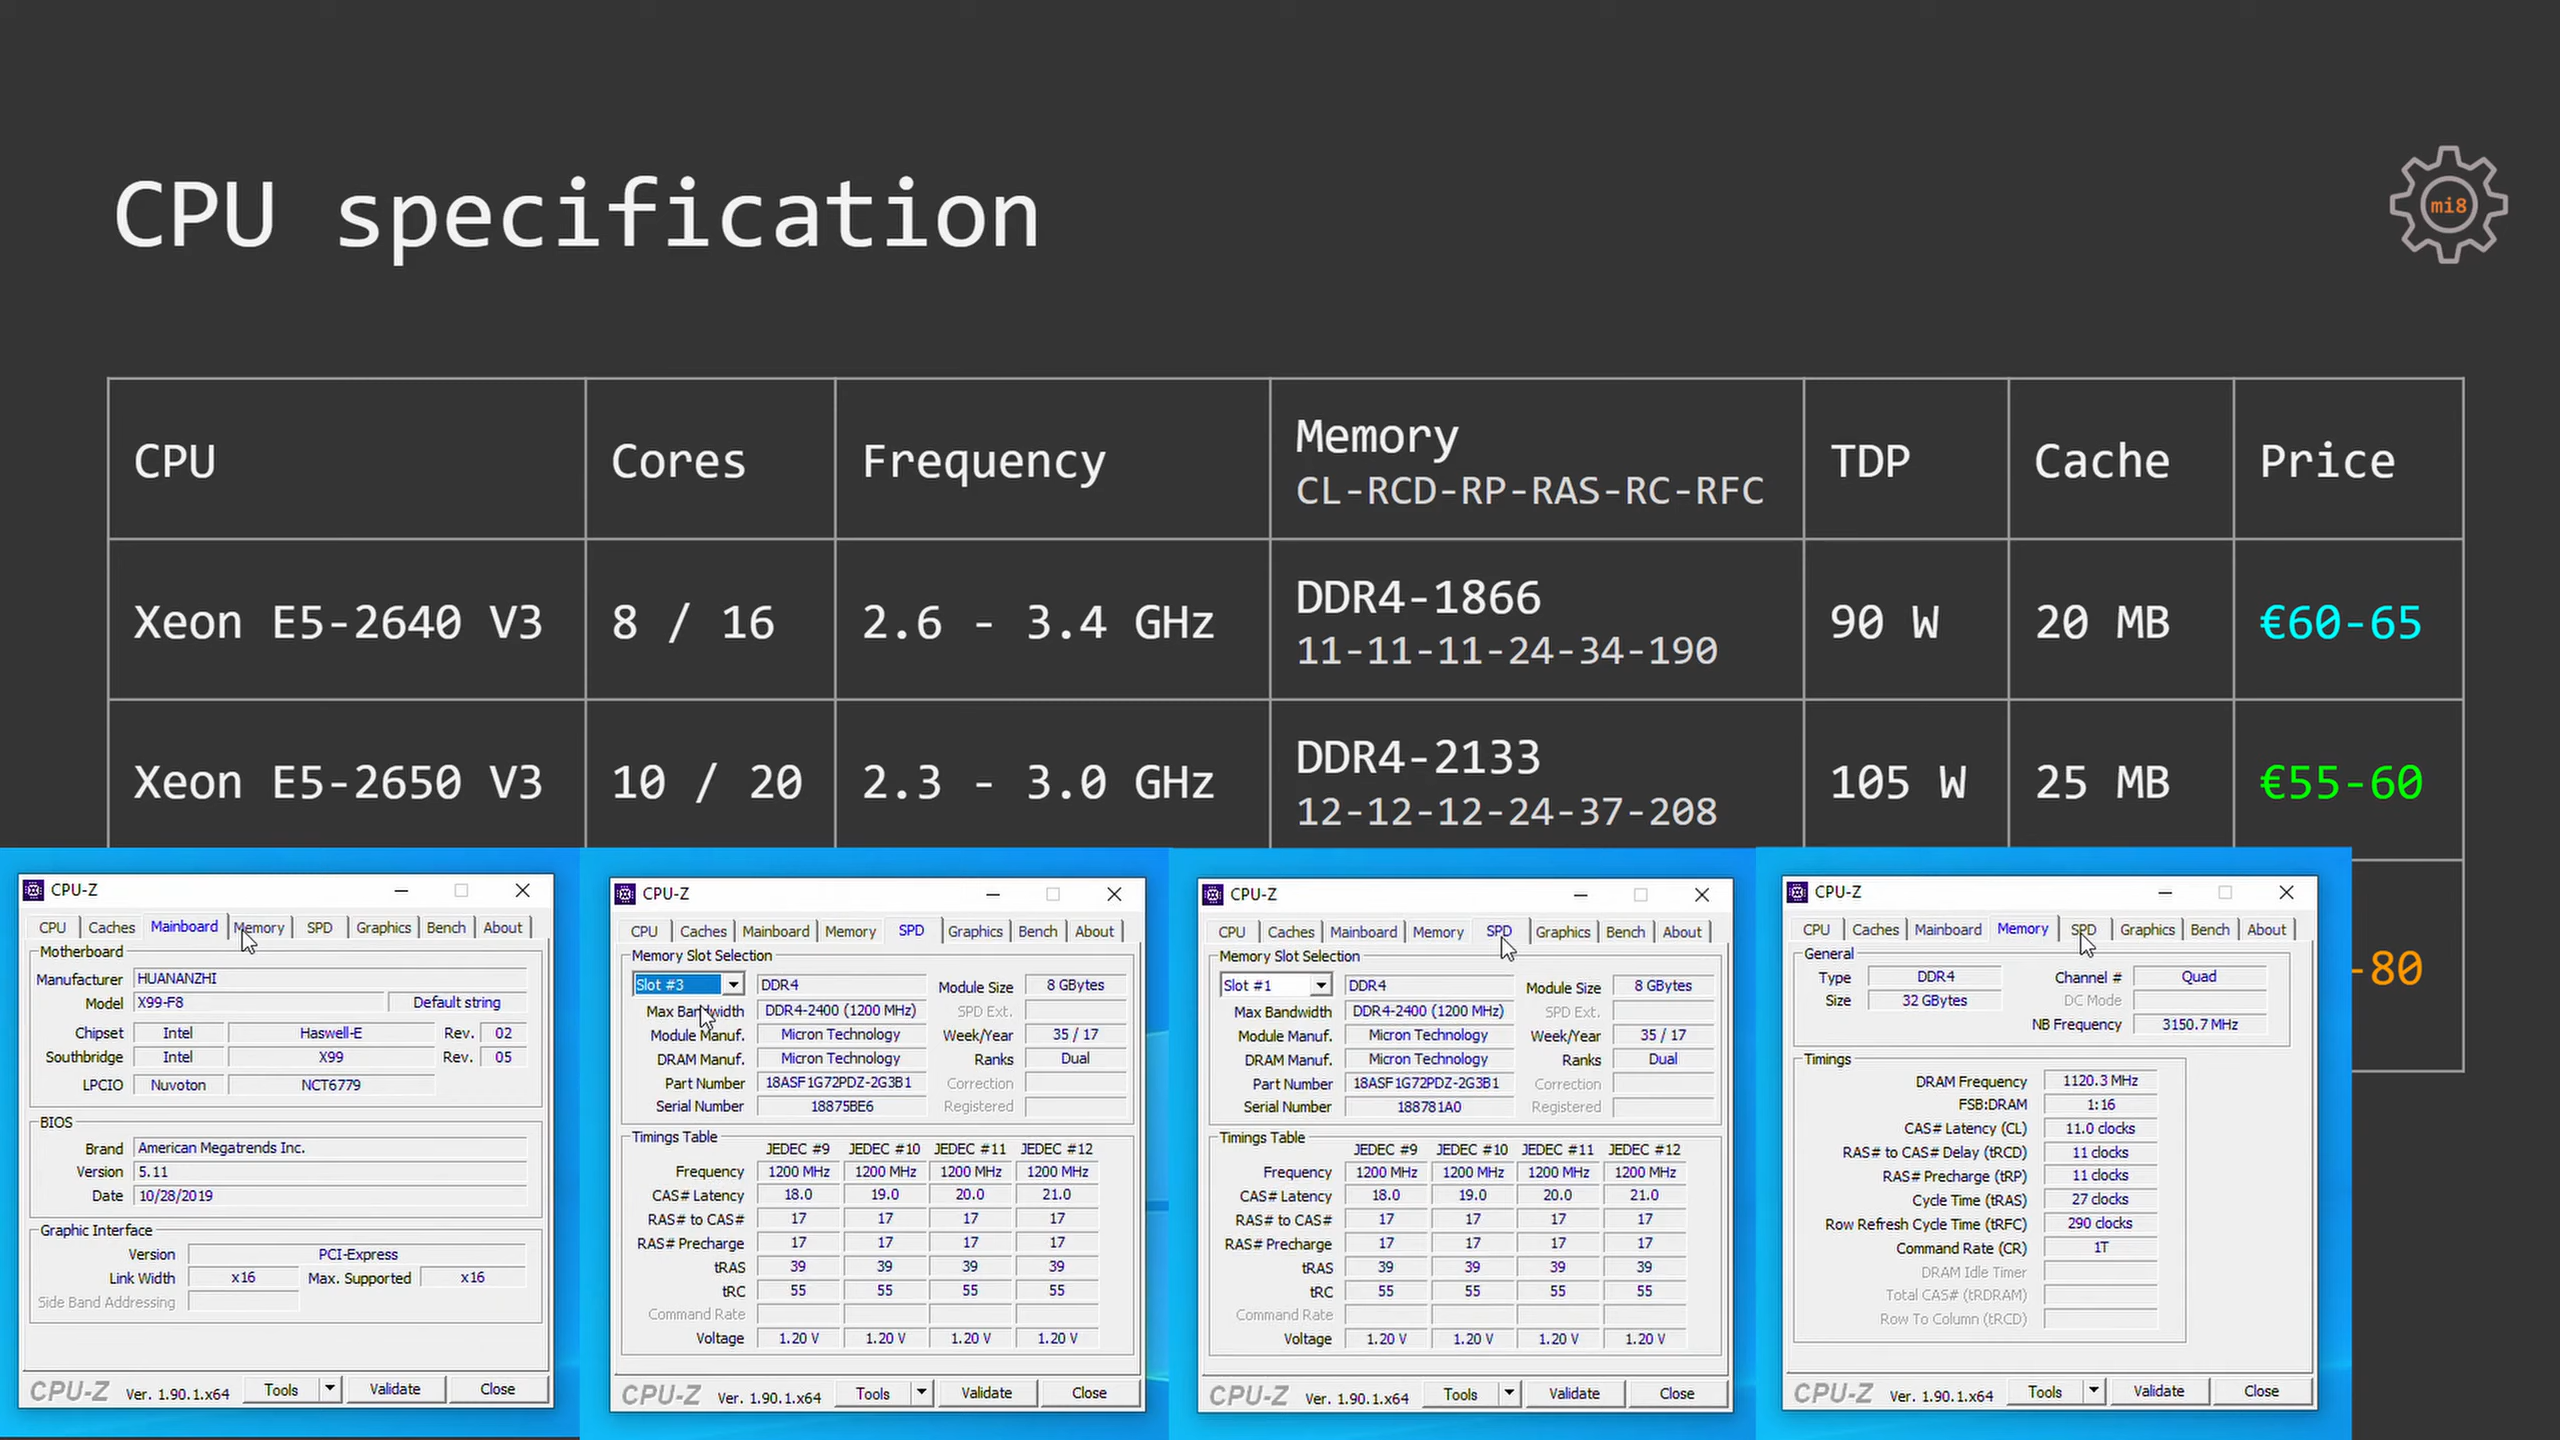 CPU specification
mi8
CPU Cores Frequency Memory TDP Cache Price
CL-RCD-RP-RAS-RC-RFC
Xeon E5-2640 V3 8 / 16 2.6 - 3.4 GHz DDR4-1866 90 W 20 MB €60-65
11-11-11-24-34-190
Xeon E5-2650 V3 10 / 20 2.3 - 3.0 GHz DDR4-2133 105 W 25 MB €55-60
12-12-12-24-37-208
-80
CPU-Z
CPU Caches Mainboard Memory SPD Graphics Bench About
Motherboard
Manufacturer HUANANZHI
Model X99-F8 Default string
Chipset Intel Haswell-E Rev. 02
Southbridge Intel X99 Rev. 05
LPCIO Nuvoton NCT6779
BIOS
Brand American Megatrends Inc.
Version 5.11
Date 10/28/2019
Graphic Interface
Version PCI-Express
Link Width x16 Max. Supported x16
Side Band Addressing
CPU-Z Ver. 1.90.1.x64 Tools Validate Close
CPU-Z
CPU Caches Mainboard Memory SPD Graphics Bench About
Memory Slot Selection
Slot #3 DDR4 Module Size 8 GBytes
Max Bandwidth DDR4-2400 (1200 MHz) SPD Ext.
Module Manuf. Micron Technology Week/Year 35 / 17
DRAM Manuf. Micron Technology Ranks Dual
Part Number 18ASF1G72PDZ-2G3B1 Correction
Serial Number 18875BE6 Registered
Timings Table
JEDEC #9 JEDEC #10 JEDEC #11 JEDEC #12
Frequency 1200 MHz 1200 MHz 1200 MHz 1200 MHz
CAS# Latency 18.0 19.0 20.0 21.0
RAS# to CAS# 17 17 17 17
RAS# Precharge 17 17 17 17
tRAS 39 39 39 39
tRC 55 55 55 55
Command Rate
Voltage 1.20 V 1.20 V 1.20 V 1.20 V
CPU-Z Ver. 1.90.1.x64 Tools Validate Close
CPU-Z
CPU Caches Mainboard Memory SPD Graphics Bench About
Memory Slot Selection
Slot #1 DDR4 Module Size 8 GBytes
Max Bandwidth DDR4-2400 (1200 MHz) SPD Ext.
Module Manuf. Micron Technology Week/Year 35 / 17
DRAM Manuf. Micron Technology Ranks Dual
Part Number 18ASF1G72PDZ-2G3B1 Correction
Serial Number 188781A0 Registered
Timings Table
JEDEC #9 JEDEC #10 JEDEC #11 JEDEC #12
Frequency 1200 MHz 1200 MHz 1200 MHz 1200 MHz
CAS# Latency 18.0 19.0 20.0 21.0
RAS# to CAS# 17 17 17 17
RAS# Precharge 17 17 17 17
tRAS 39 39 39 39
tRC 55 55 55 55
Command Rate
Voltage 1.20 V 1.20 V 1.20 V 1.20 V
CPU-Z Ver. 1.90.1.x64 Tools Validate Close
CPU-Z
CPU Caches Mainboard Memory SPD Graphics Bench About
General
Type DDR4 Channel # Quad
Size 32 GBytes DC Mode
NB Frequency 3150.7 MHz
Timings
DRAM Frequency 1120.3 MHz
FSB:DRAM 1:16
CAS# Latency (CL) 11.0 clocks
RAS# to CAS# Delay (tRCD) 11 clocks
RAS# Precharge (tRP) 11 clocks
Cycle Time (tRAS) 27 clocks
Row Refresh Cycle Time (tRFC) 290 clocks
Command Rate (CR) 1T
DRAM Idle Timer
Total CAS# (tRDRAM)
Row To Column (tRCD)
CPU-Z Ver. 1.90.1.x64 Tools Validate Close